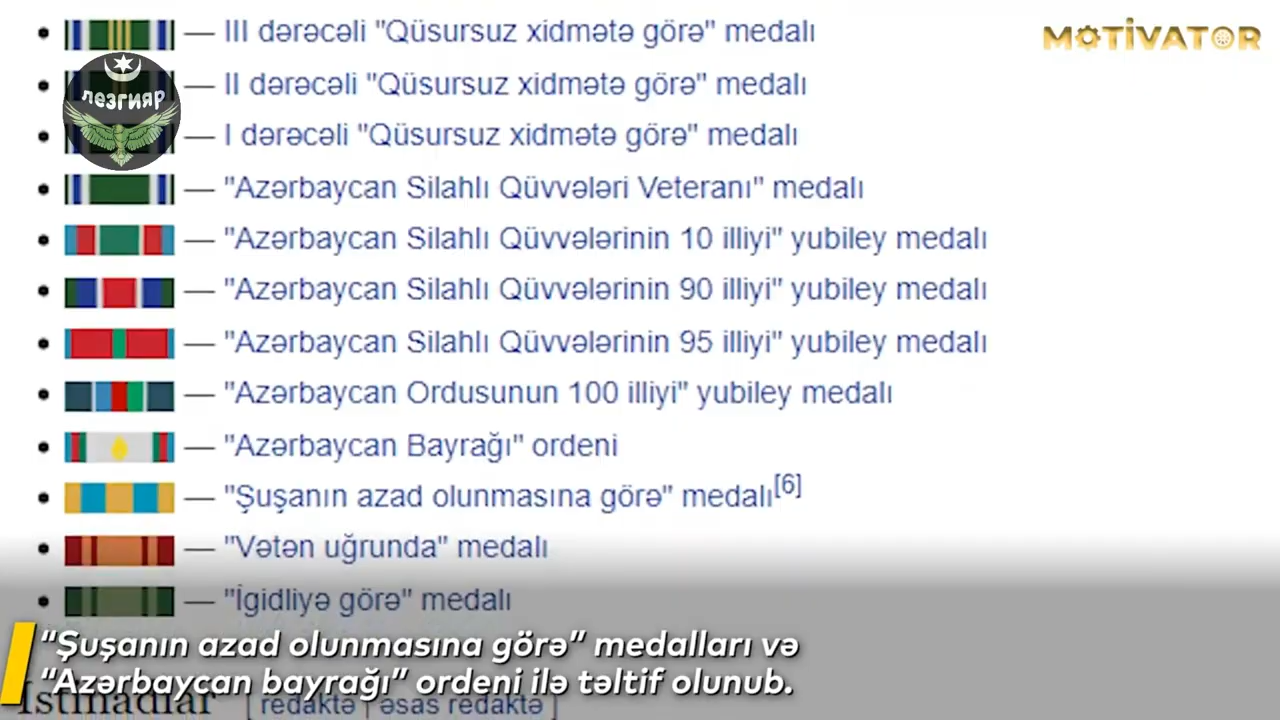 — III dərəcəli "Qüsursuz xidmətə görə" medalı
MOTİVATOR
— II dərəcəli "Qüsursuz xidmətə görə" medalı
лезгияр
— I dərəcəli "Qüsursuz xidmətə görə" medalı
— "Azərbaycan Silahlı Qüvvələri Veteranı" medalı
— "Azərbaycan Silahlı Qüvvələrinin 10 illiyi" yubiley medalı
— "Azərbaycan Silahlı Qüvvələrinin 90 illiyi" yubiley medalı
— "Azərbaycan Silahlı Qüvvələrinin 95 illiyi" yubiley medalı
— "Azərbaycan Ordusunun 100 illiyi" yubiley medalı
— "Azərbaycan Bayrağı" ordeni
— "Şuşanın azad olunmasına görə" medalı[6]
— "Vətən uğrunda" medalı
— "İgidliyə görə" medalı
“Şuşanın azad olunmasına görə” medalları və
“Azərbaycan bayrağı” ordeni ilə təltif olunub.
İstinadlar [ redaktə | əsas redaktə ]